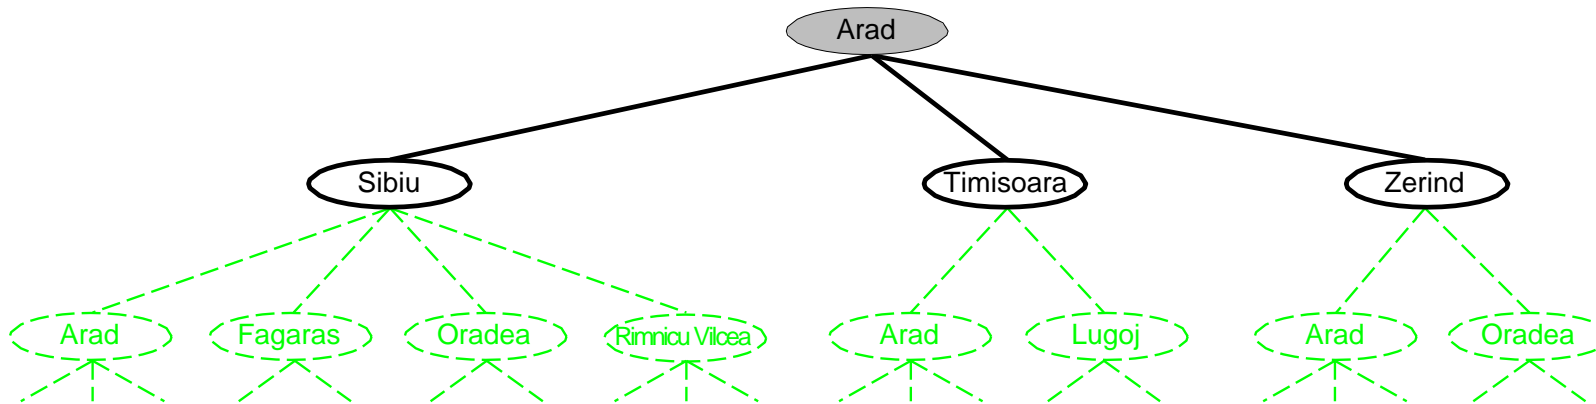 Arad
Sibiu
Timisoara
Zerind
Arad
Fagaras
Oradea
Rimnicu Vilcea
Arad
Lugoj
Arad
Oradea